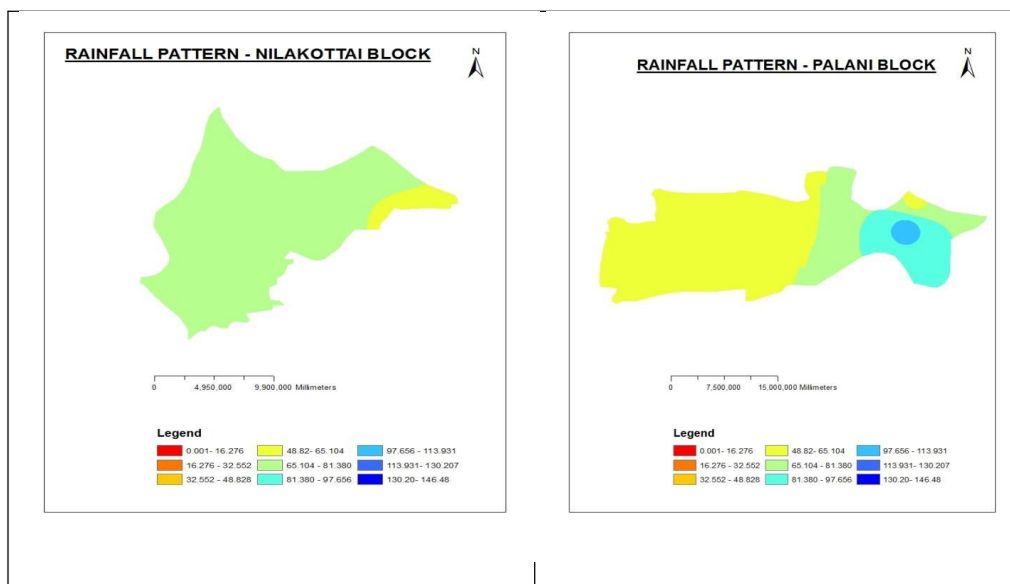 RAINFALL PATTERN - NILAKOTTAI BLOCK
N
0 4,950,000 9,900,000 Millimeters
Legend
0.001- 16.276 48.82- 65.104 97.656 - 113.931
16.276 - 32.552 65.104 - 81.380 113.931- 130.207
32.552 - 48.828 81.380 - 97.656 130.20- 146.48
RAINFALL PATTERN - PALANI BLOCK
N
0 7,500,000 15,000,000 Millimeters
Legend
0.001- 16.276 48.82- 65.104 97.656 - 113.931
16.276 - 32.552 65.104 - 81.380 113.931- 130.207
32.552 - 48.828 81.380 - 97.656 130.20- 146.48